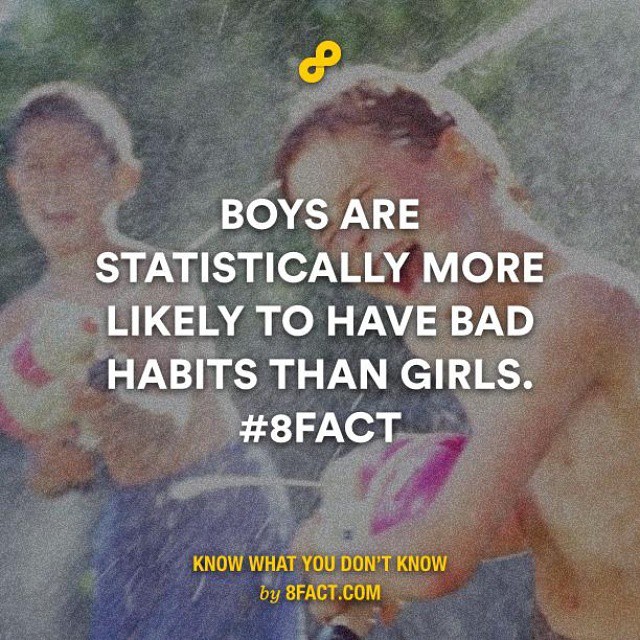 BOYS ARE
STATISTICALLY MORE
LIKELY TO HAVE BAD
HABITS THAN GIRLS.
#8FACT
KNOW WHAT YOU DON'T KNOW
by 8FACT.COM